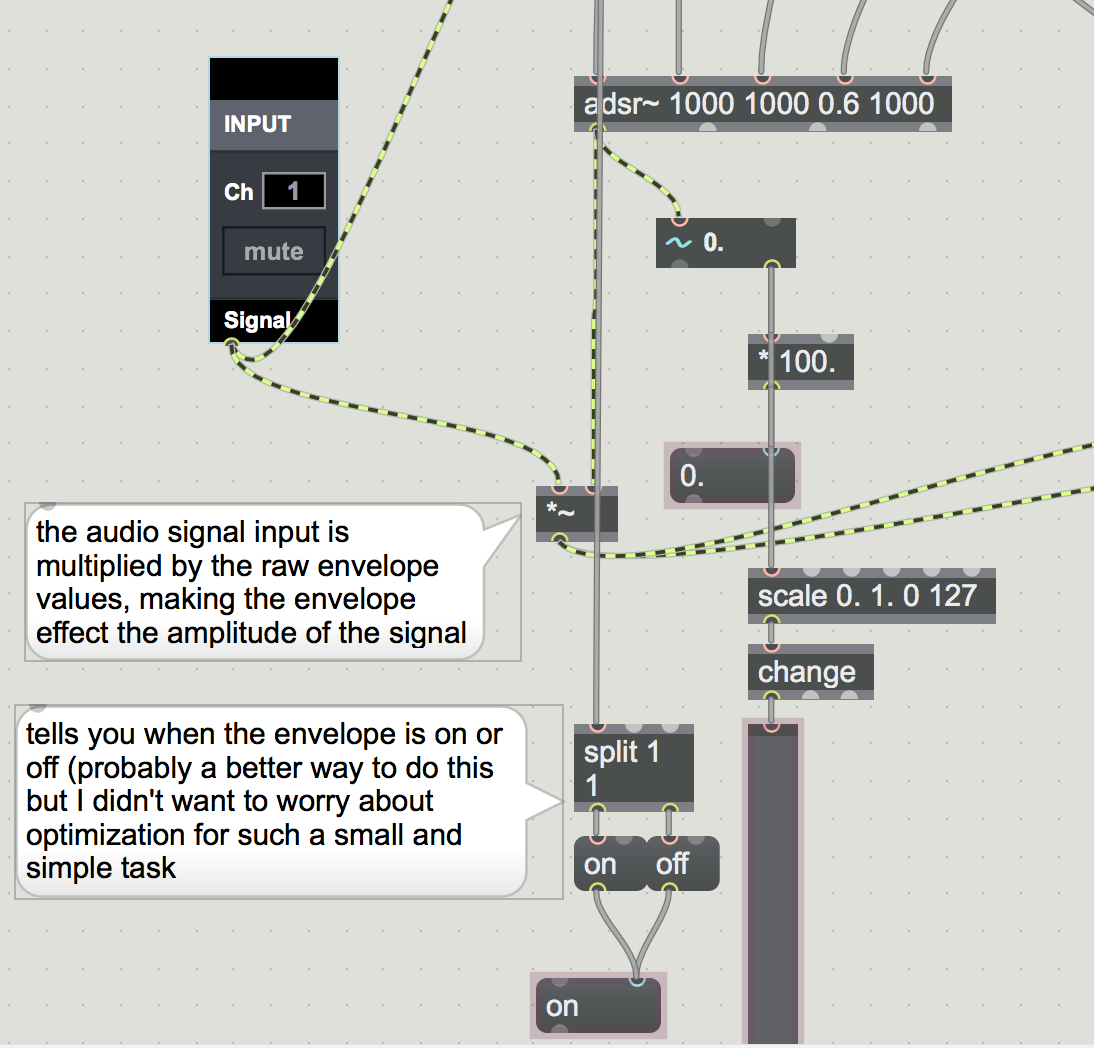 adsr~ 1000 1000 0.6 1000
INPUT
Ch 1
mute
Signal
~ 0.
* 100.
0.
*~
the audio signal input is
multiplied by the raw envelope
values, making the envelope
effect the amplitude of the signal
scale 0. 1. 0 127
change
tells you when the envelope is on or
off (probably a better way to do this
but I didn't want to worry about
optimization for such a small and
simple task
split 1
1
on
off
on